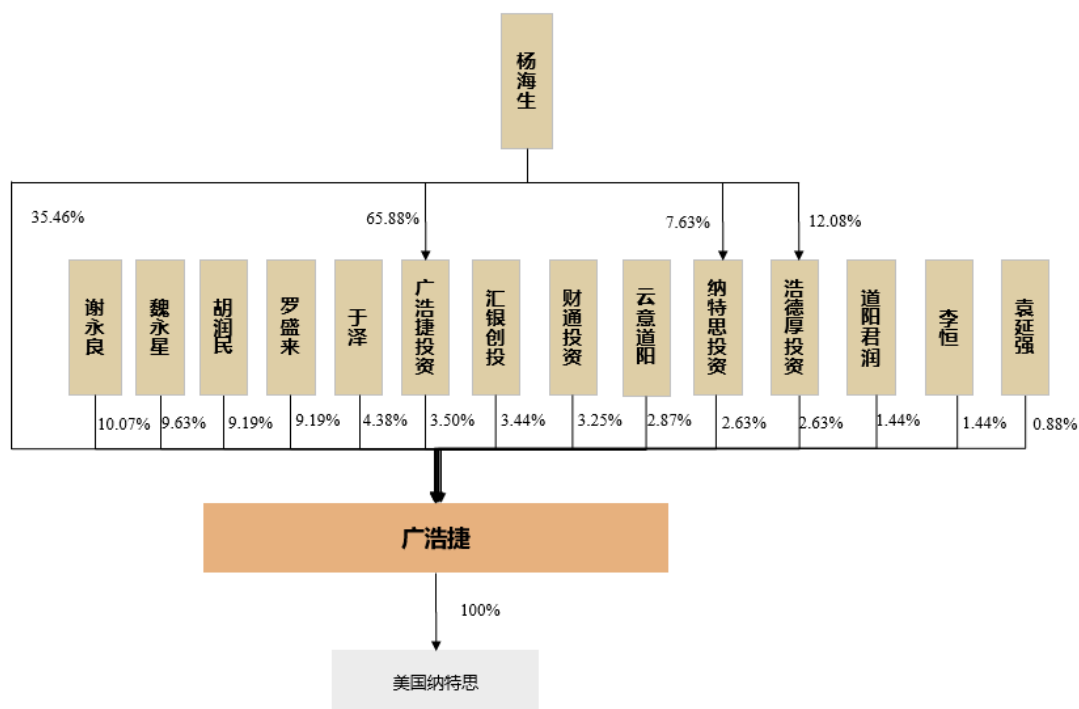 杨海生
35.46%
65.88%
7.63%
12.08%
谢永良
魏永星
胡润民
罗盛来
于泽
广浩捷投资
汇银创投
财通投资
云意道阳
纳特思投资
浩德厚投资
道阳君润
李恒
袁延强
10.07%
9.63%
9.19%
9.19%
4.38%
3.50%
3.44%
3.25%
2.87%
2.63%
2.63%
1.44%
1.44%
0.88%
广浩捷
100%
美国纳特思